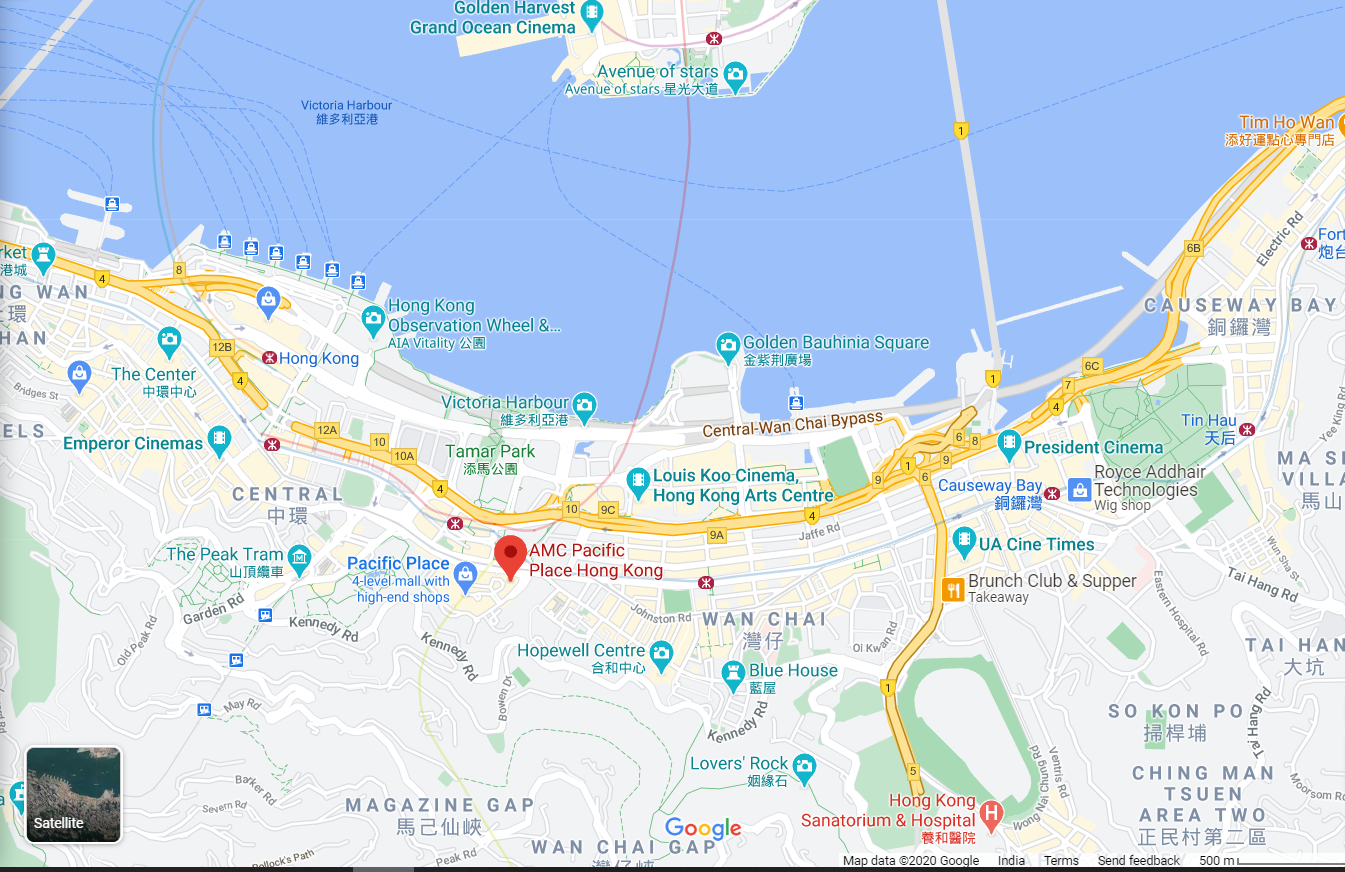 Golden Harvest
Grand Ocean Cinema
Avenue of stars
Avenue of stars 星光大道
Victoria Harbour
維多利亞港
1
Tim Ho Wan
添好運點心專門店
Electric Rd
6B
Fort
炮台
rket
港城
4
8
NG WAN
上環
HAN
Hong Kong
Observation Wheel &...
AIA Vitality 公園
CAUSEWAY BAY
銅鑼灣
12B
Hong Kong
The Center
中環中心
4
Bridges St
Golden Bauhinia Square
金紫荊廣場
6C
1
7
4
Victoria Harbour
維多利亞港
Central-Wan Chai Bypass
Tin Hau
天后
Yee King Rd
ELS
Emperor Cinemas
12A
10
10A
Tamar Park
添馬公園
6
8
9
1
6
9
President Cinema
MA SI
VILLA
馬山
Louis Koo Cinema,
Hong Kong Arts Centre
Causeway Bay
銅鑼灣
Royce Addhair
Technologies
Wig shop
CENTRAL
中環
4
10
9C
4
9A
Jaffe Rd
UA Cine Times
The Peak Tram
山頂纜車
Pacific Place
4-level mall with
high-end shops
AMC Pacific
Place Hong Kong
Brunch Club & Supper
Takeaway
Wun Sha St
Tai Hang Rd
Eastern Hospital Rd
Garden Rd
Kennedy Rd
Old Peak Rd
Kennedy Rd
Johnston Rd
WAN CHAI
灣仔
Oi Kwan Rd
TAI HAN
大坑
Hopewell Centre
合和中心
Blue House
藍屋
1
Bowen Dr
May Rd
Kennedy Rd
SO KON PO
掃桿埔
Tai Hang Rd
Lovers' Rock
姻緣石
5
Ventris Rd
Wong Nai Chung Rd
CHING MAN
TSUEN
AREA TWO
正民村第二區
Moorsom Rd
Barker Rd
Severn Rd
Satellite
MAGAZINE GAP
馬己仙峽
Hong Kong
Sanatorium & Hospital
養和醫院
H
Google
WAN CHAI GAP
灣仔峽
Peak Rd
Pollock's Path
Map data ©2020 Google
India
Terms
Send feedback
500 m